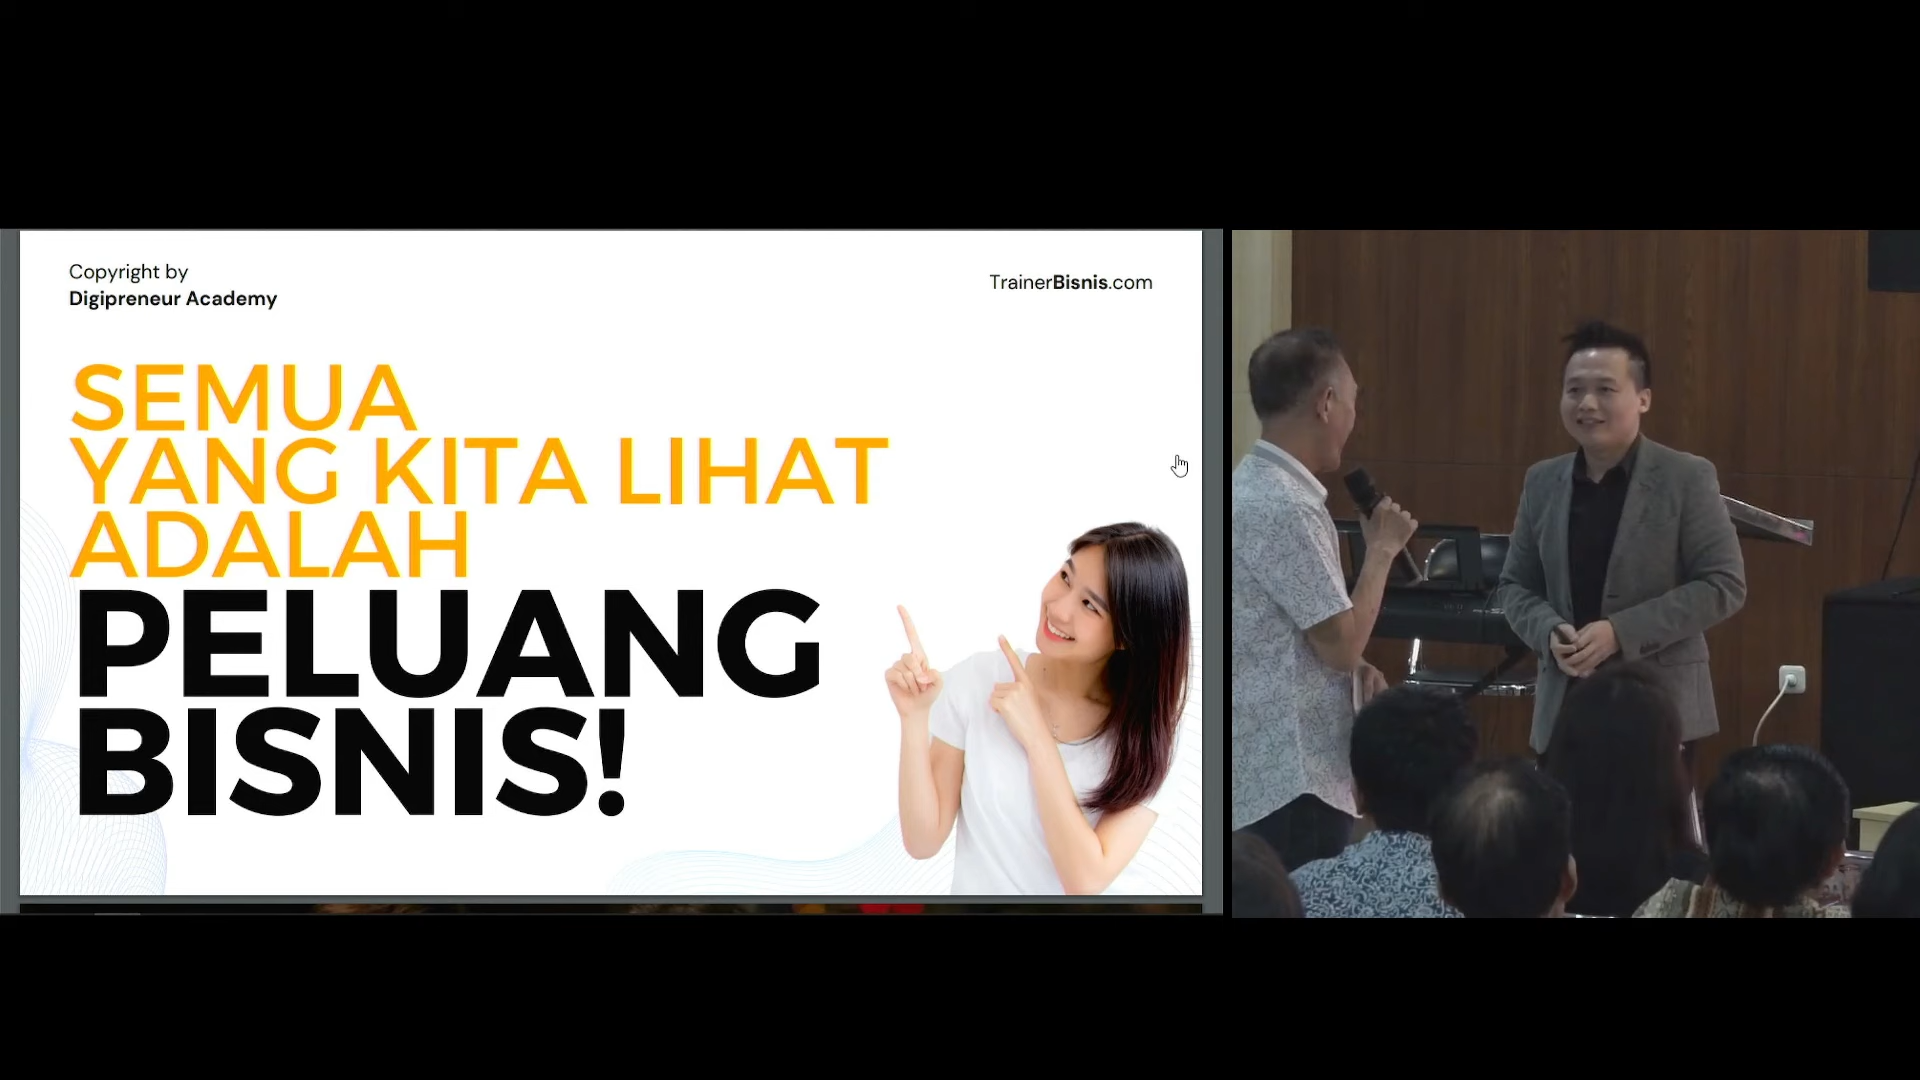 Copyright by
Digipreneur Academy
TrainerBisnis.com
SEMUA
YANG KITA LIHAT
ADALAH
PELUANG
BISNIS!